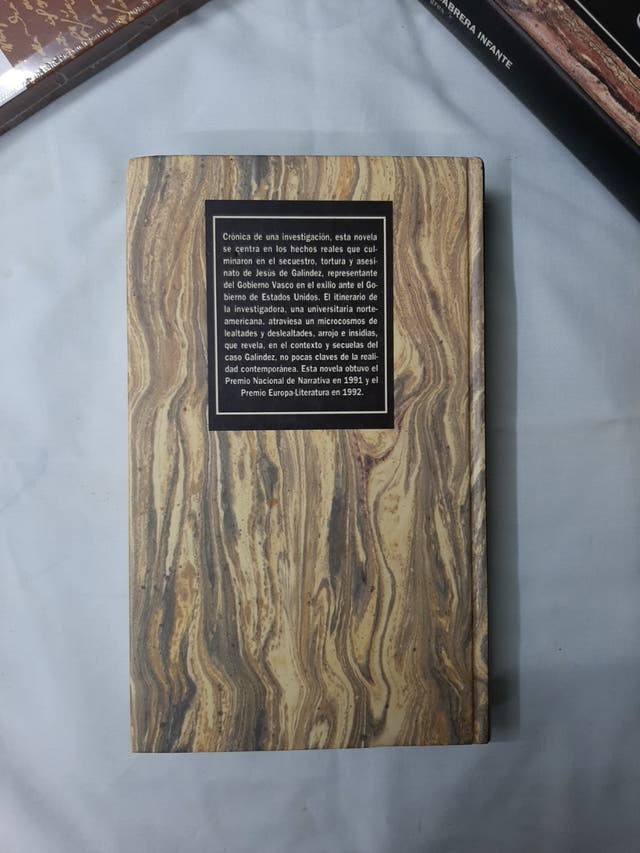 ABRERA INFANTE
Crónica de una investigación, esta novela
se centra en los hechos reales que cul-
minaron en el secuestro, tortura y asesi-
nato de Jesús de Galíndez, representante
del Gobierno Vasco en el exilio ante el Go-
bierno de Estados Unidos. El itinerario de
la investigadora, una universitaria norte-
americana, atraviesa un microcosmos de
lealtades y deslealtades, arrojo e insidias,
que revela, en el contexto y secuelas del
caso Galíndez, no pocas claves de la reali-
dad contemporánea. Esta novela obtuvo el
Premio Nacional de Narrativa en 1991 y el
Premio Europa-Literatura en 1992.